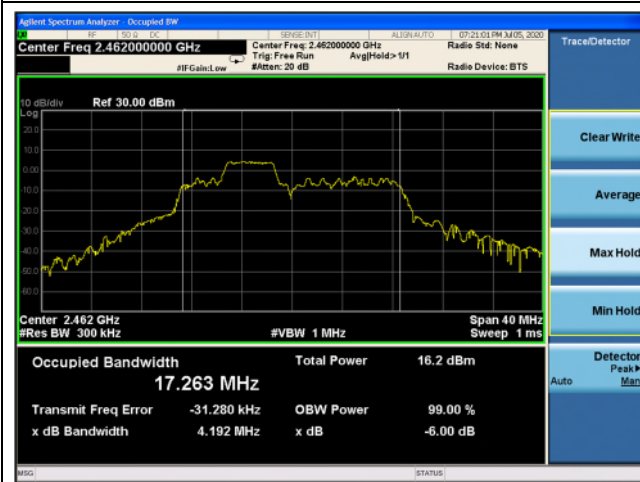 Agilent Spectrum Analyzer - Occupied BW
RF 50 Ω DC SENSE:INT ALIGN AUTO 07:21:01 PM Jul 05, 2020
Center Freq 2.462000000 GHz
Center Freq: 2.462000000 GHz
Radio Std: None
Trig: Free Run Avg|Hold:>1/1
#IFGain:Low #Atten: 20 dB Radio Device: BTS
10 dB/div Ref 30.00 dBm
Log
20.0
10.0
0.00
-10.0
-20.0
-30.0
-40.0
-50.0
-60.0
Center 2.462 GHz Span 40 MHz
#Res BW 300 kHz #VBW 1 MHz Sweep 1 ms
Occupied Bandwidth Total Power 16.2 dBm
17.263 MHz
Transmit Freq Error -31.280 kHz OBW Power 99.00 %
x dB Bandwidth 4.192 MHz x dB -6.00 dB
MSG STATUS
Trace/Detector
Clear Write
Average
Max Hold
Min Hold
Detector
Peak
Auto Man